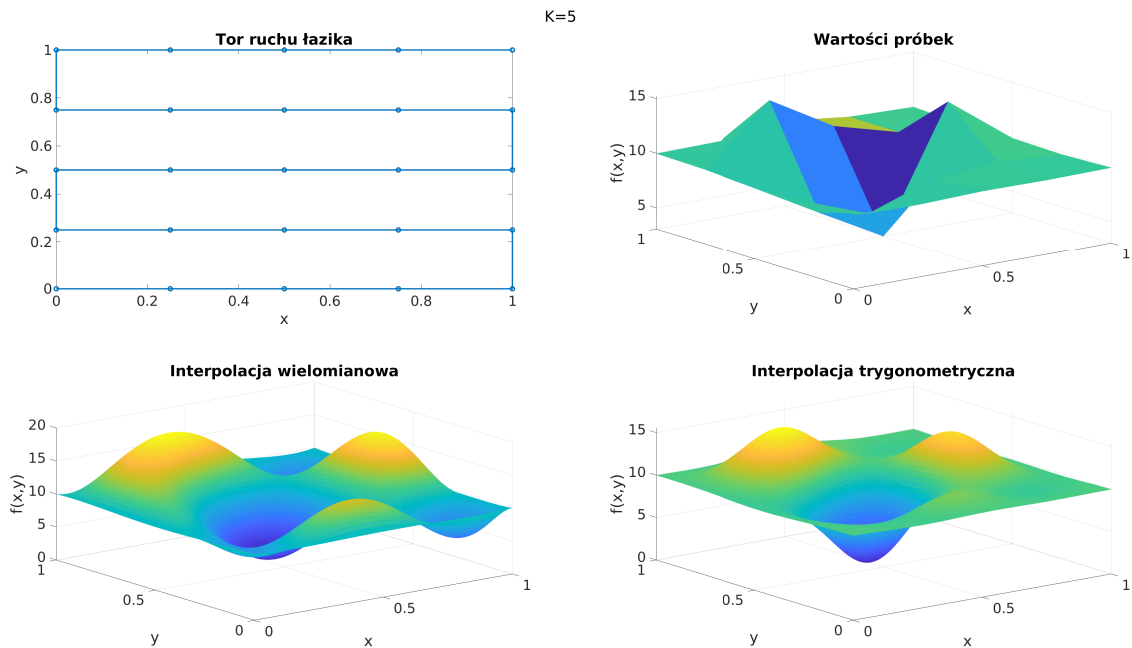 K=5
Tor ruchu łazika
1
0.8
0.6
0.4
0.2
0
y
0
0.2
0.4
0.6
0.8
1
x
Wartości próbek
15
10
5
f(x,y)
1
0.5
0
y
0
0.5
1
x
Interpolacja wielomianowa
20
15
10
5
0
f(x,y)
1
0.5
0
y
0
0.5
1
x
Interpolacja trygonometryczna
15
10
5
0
f(x,y)
1
0.5
0
y
0
0.5
1
x